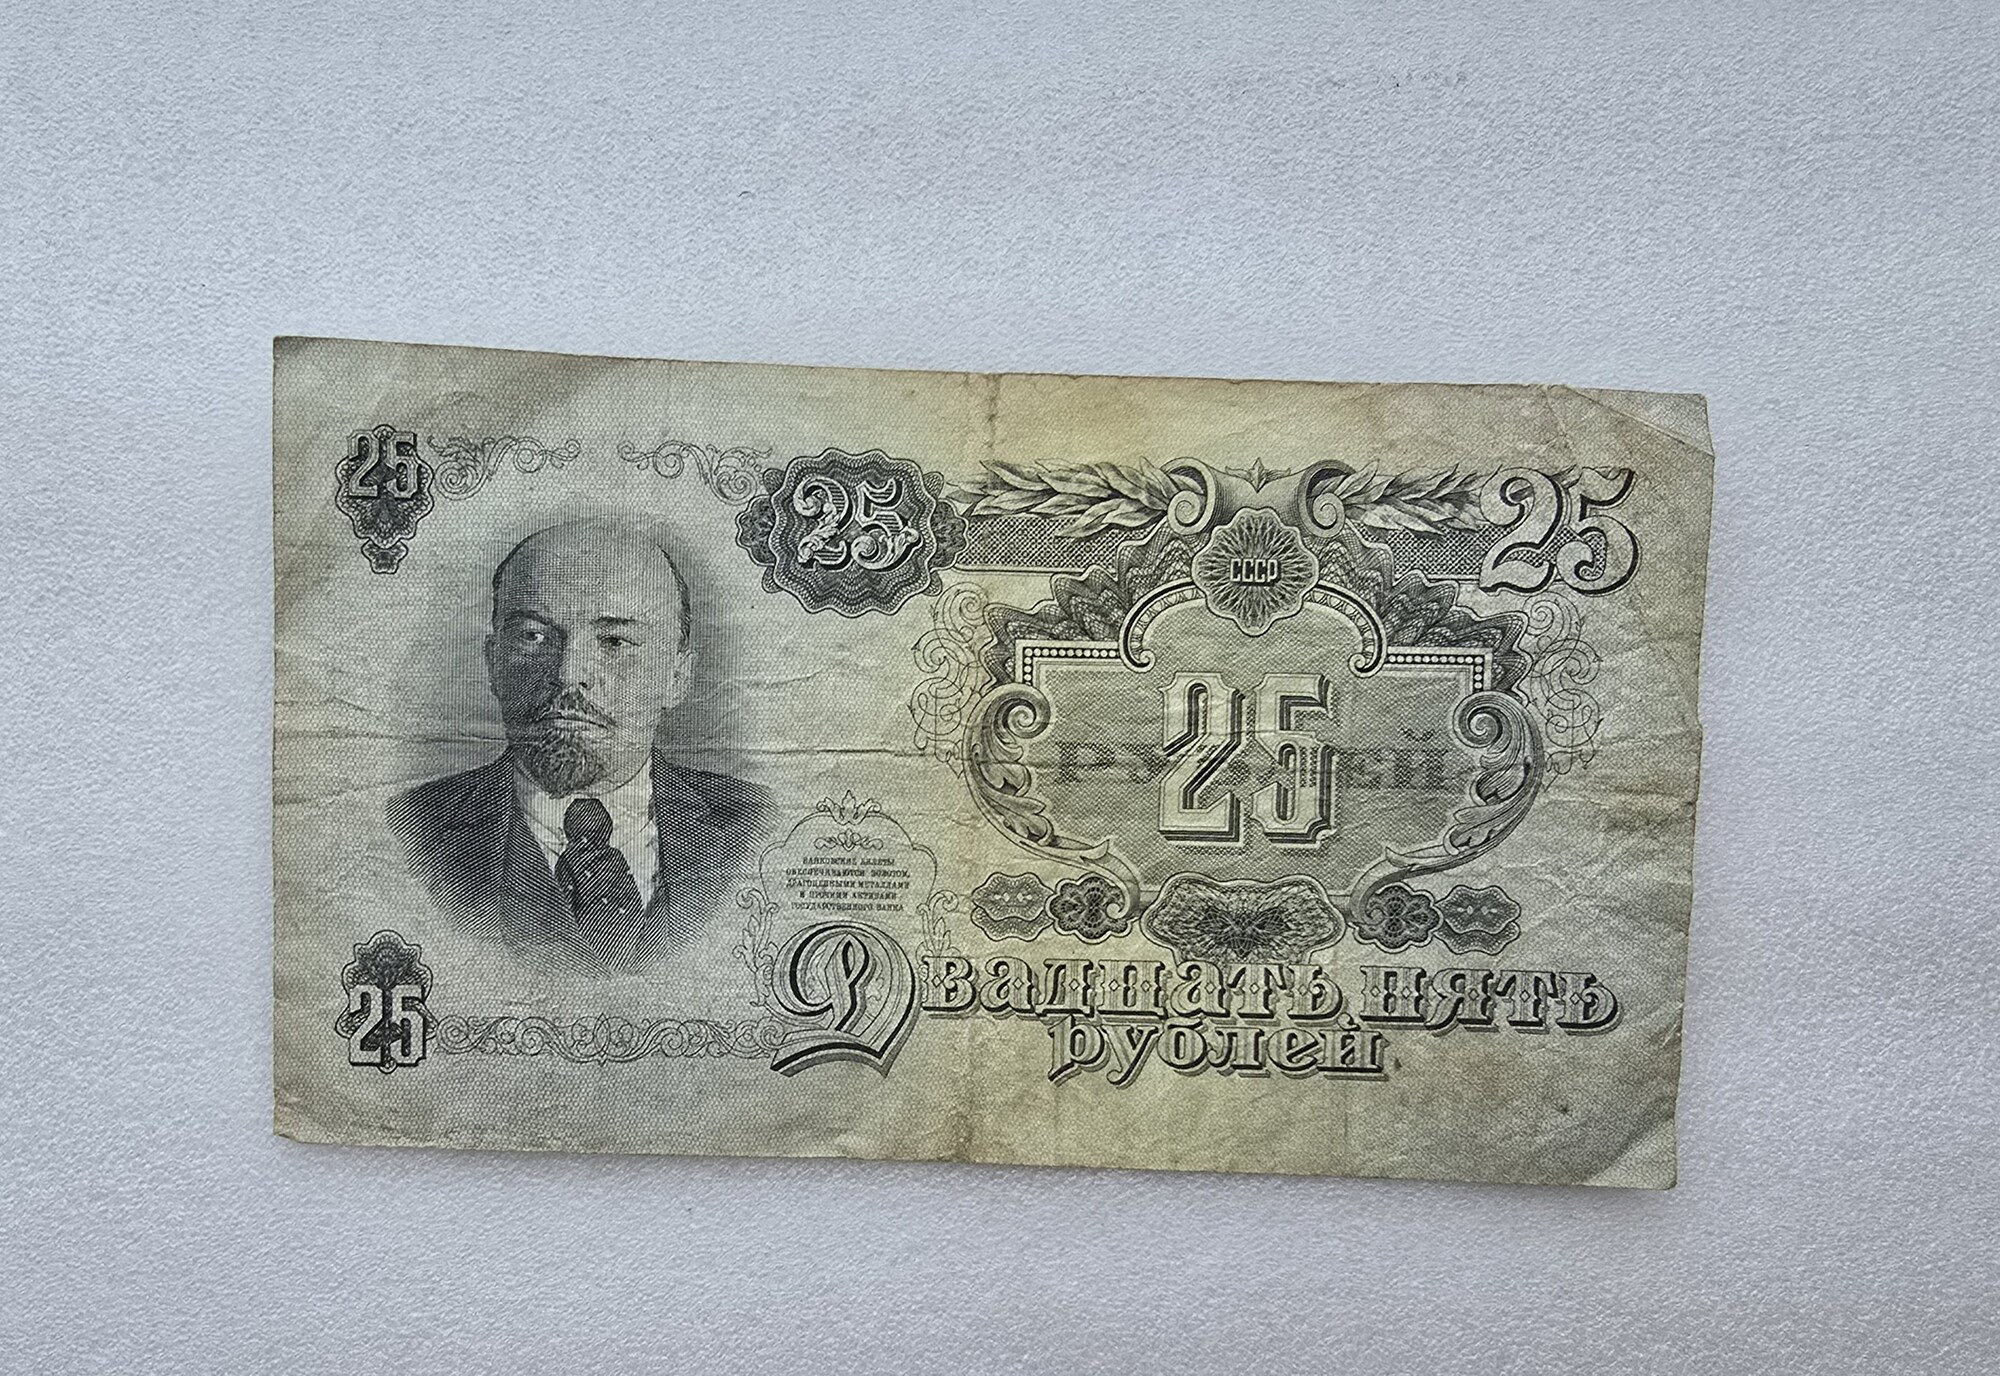 25
25
25
СССР
25
рублей
БАНКОВСКИЕ БИЛЕТЫ
ОБЕСПЕЧИВАЮТСЯ ЗОЛОТОМ,
ДРАГОЦЕННЫМИ МЕТАЛЛАМИ
И ПРОЧИМИ АКТИВАМИ
ГОСУДАРСТВЕННОГО БАНКА
25
Двадцать пять
рублей